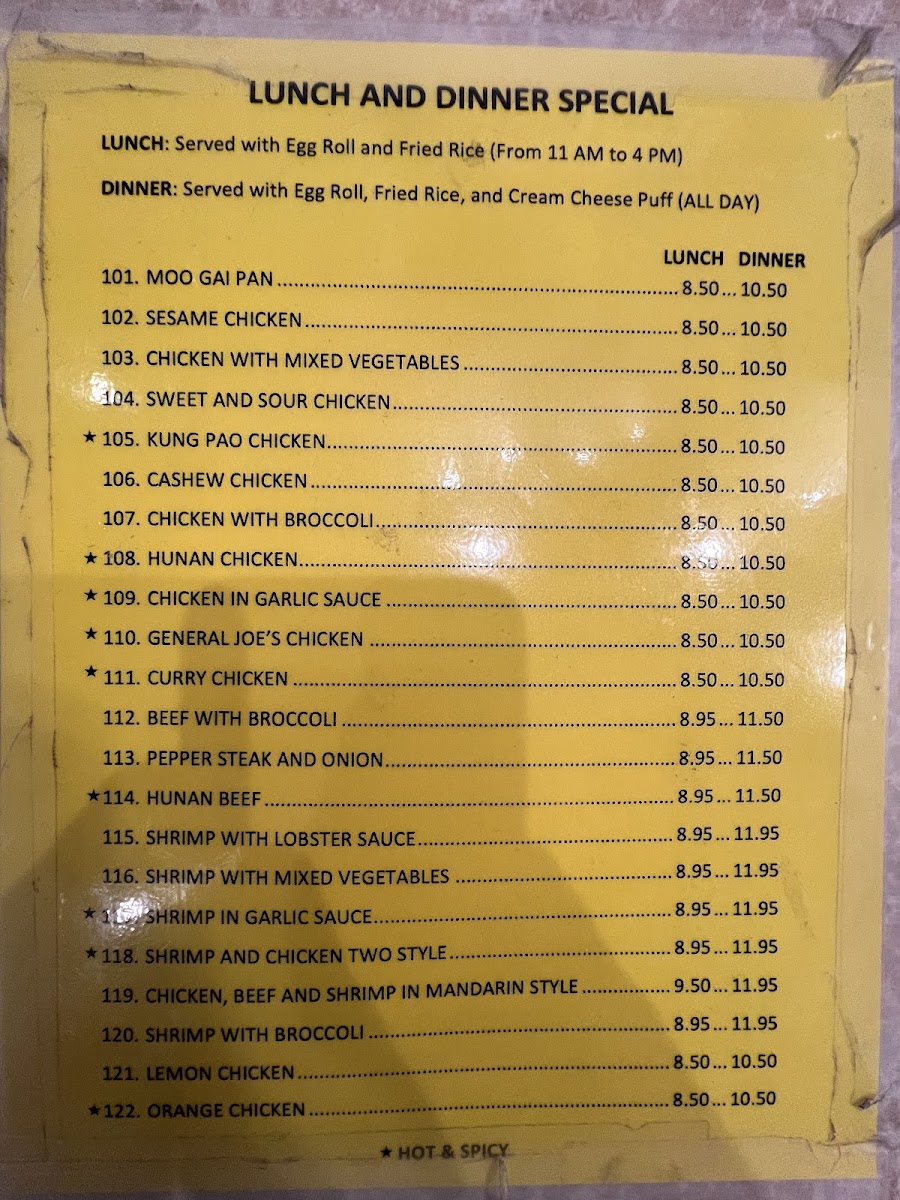 LUNCH AND DINNER SPECIAL
LUNCH: Served with Egg Roll and Fried Rice (From 11 AM to 4 PM)
DINNER: Served with Egg Roll, Fried Rice, and Cream Cheese Puff (ALL DAY)
LUNCH DINNER
101. MOO GAI PAN ... 8.50 ... 10.50
102. SESAME CHICKEN ... 8.50 ... 10.50
103. CHICKEN WITH MIXED VEGETABLES ... 8.50 ... 10.50
104. SWEET AND SOUR CHICKEN ... 8.50 ... 10.50
★ 105. KUNG PAO CHICKEN ... 8.50 ... 10.50
106. CASHEW CHICKEN ... 8.50 ... 10.50
107. CHICKEN WITH BROCCOLI ... 8.50 ... 10.50
★ 108. HUNAN CHICKEN ... 8.50 ... 10.50
★ 109. CHICKEN IN GARLIC SAUCE ... 8.50 ... 10.50
★ 110. GENERAL JOE'S CHICKEN ... 8.50 ... 10.50
★ 111. CURRY CHICKEN ... 8.50 ... 10.50
112. BEEF WITH BROCCOLI ... 8.95 ... 11.50
113. PEPPER STEAK AND ONION ... 8.95 ... 11.50
★ 114. HUNAN BEEF ... 8.95 ... 11.50
115. SHRIMP WITH LOBSTER SAUCE ... 8.95 ... 11.95
116. SHRIMP WITH MIXED VEGETABLES ... 8.95 ... 11.95
★ SHRIMP IN GARLIC SAUCE ... 8.95 ... 11.95
★ 118. SHRIMP AND CHICKEN TWO STYLE ... 8.95 ... 11.95
119. CHICKEN, BEEF AND SHRIMP IN MANDARIN STYLE ... 9.50 ... 11.95
120. SHRIMP WITH BROCCOLI ... 8.95 ... 11.95
121. LEMON CHICKEN ... 8.50 ... 10.50
★ 122. ORANGE CHICKEN ... 8.50 ... 10.50
★ HOT & SPICY